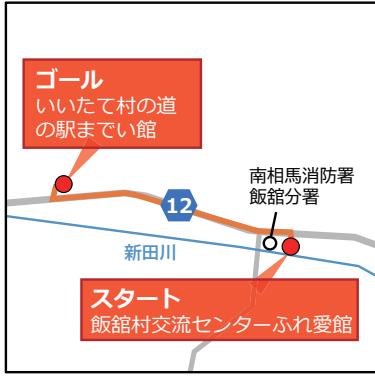 ゴール
いいたて村の道
の駅までい館
12
南相馬消防署
飯舘分署
新田川
スタート
飯舘村交流センターふれ愛館